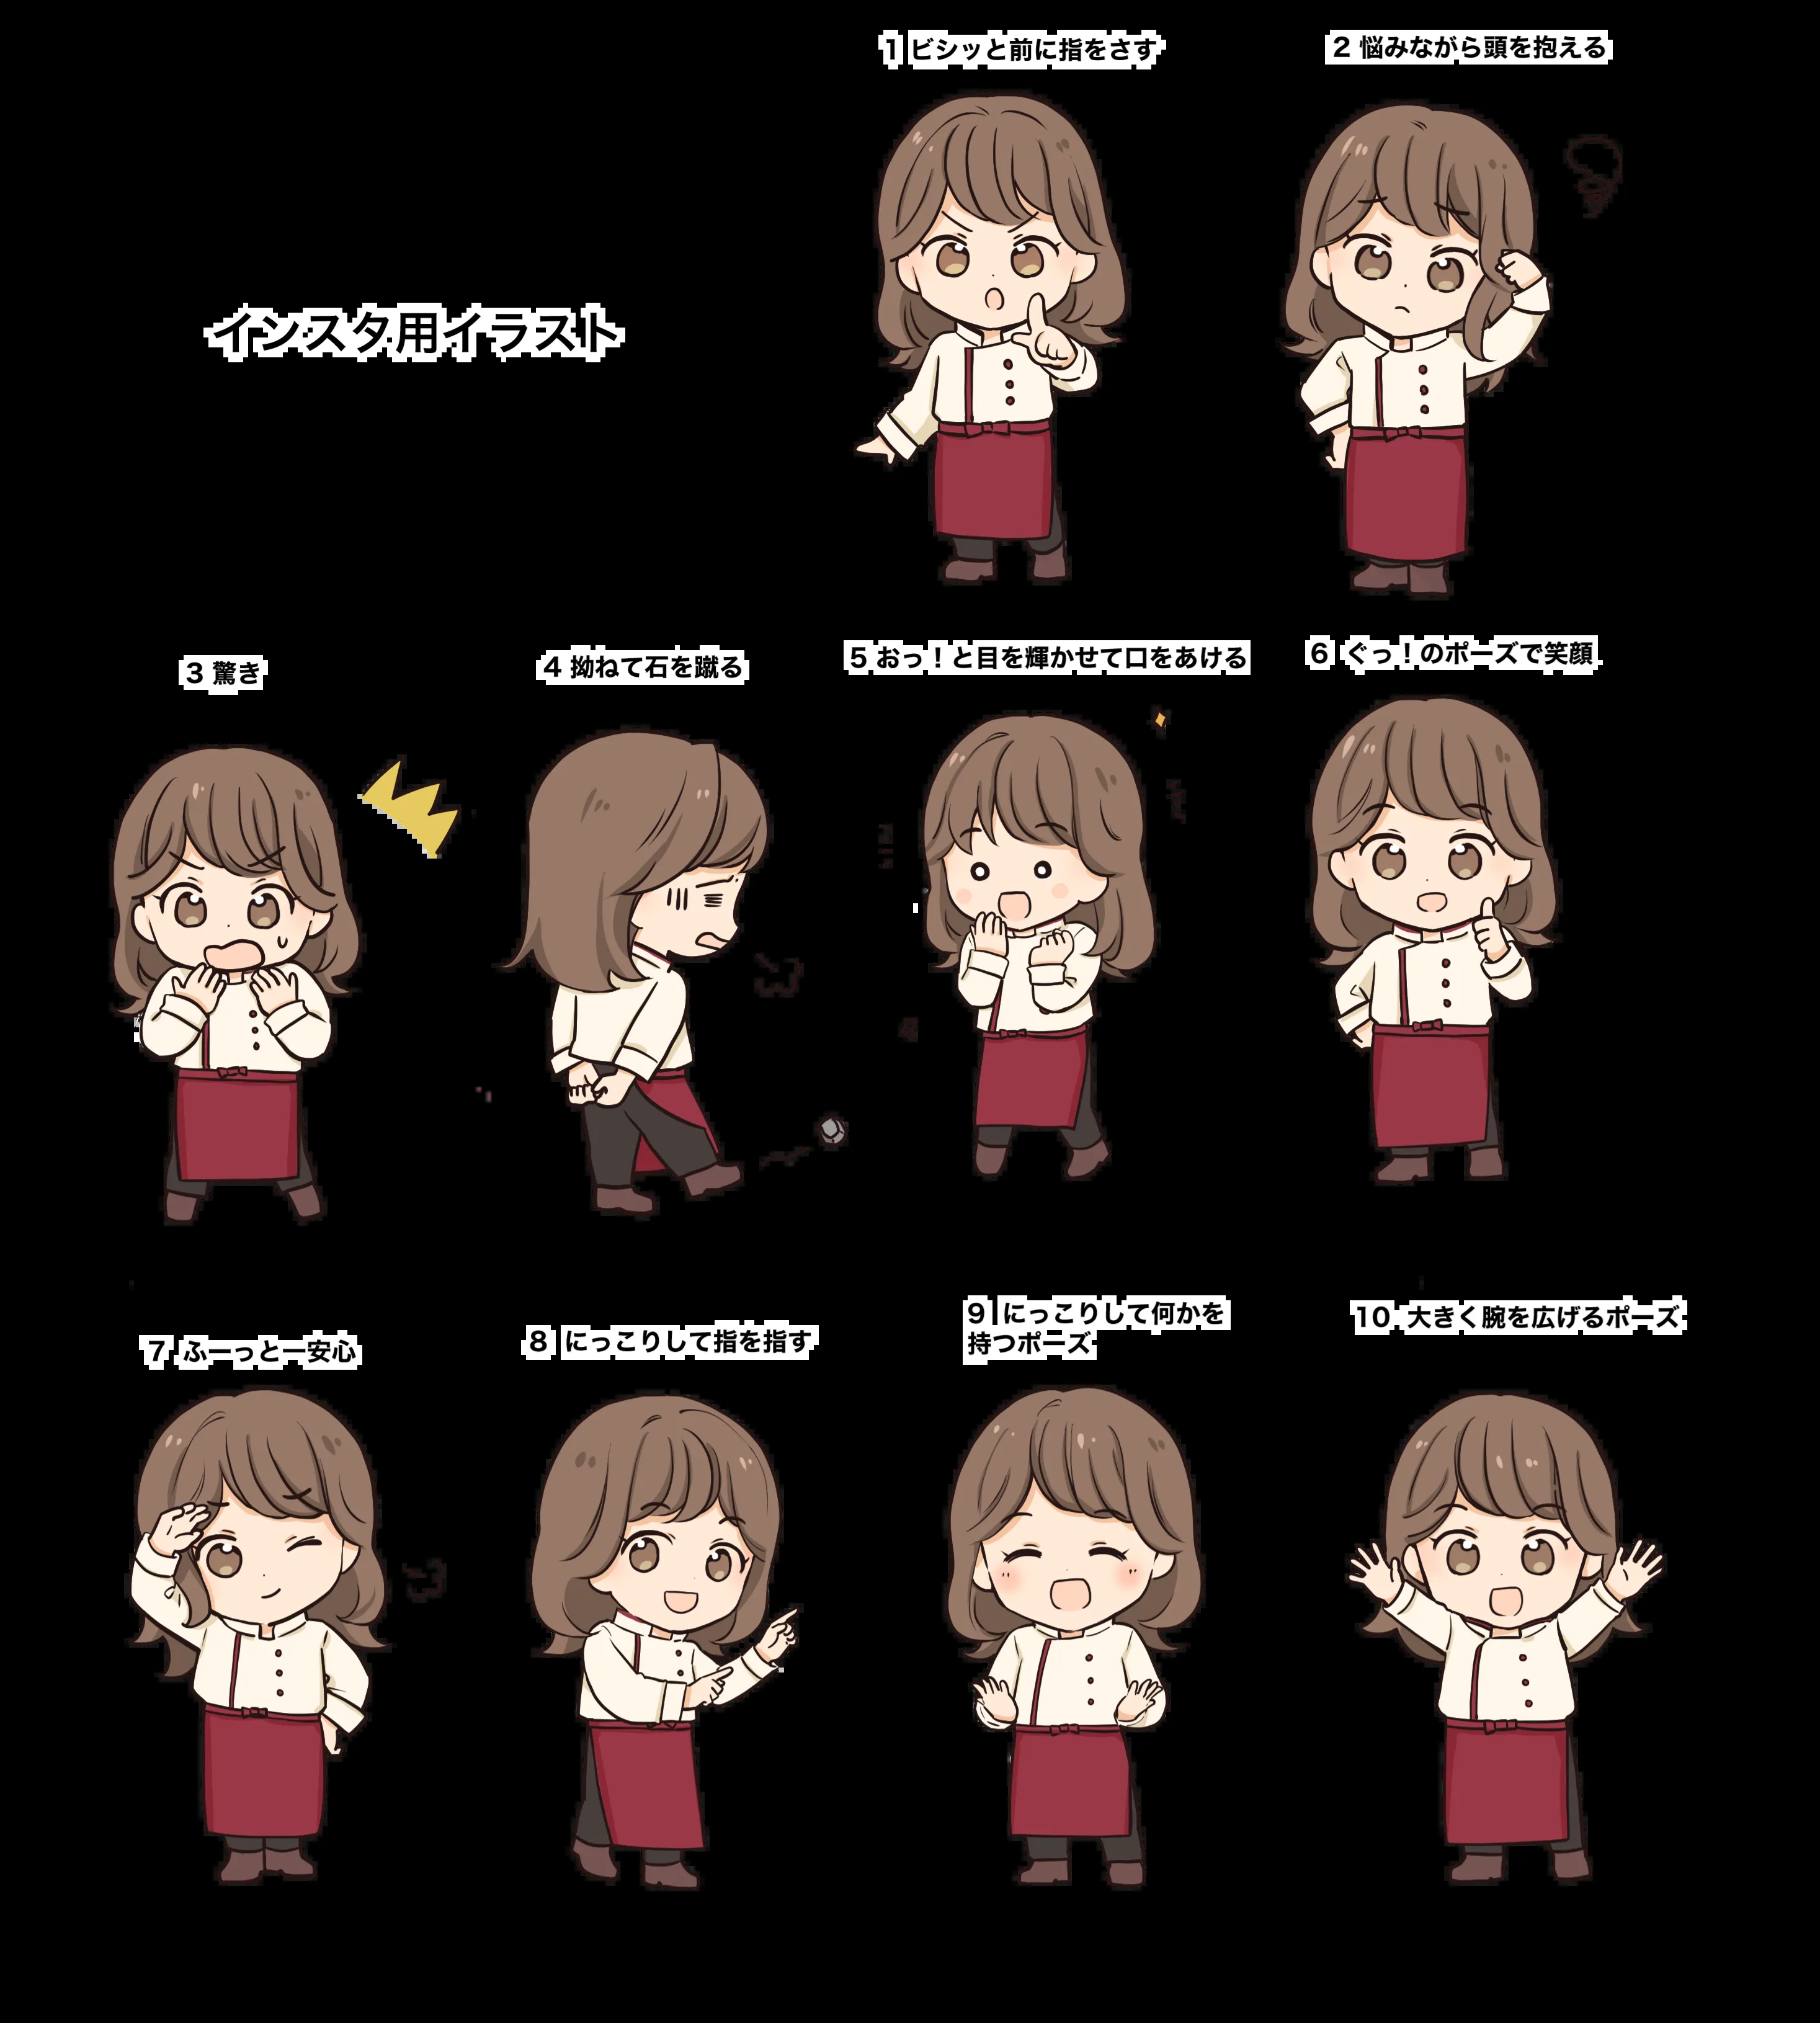 1 ビシッと前に指をさす
2 悩みながら頭を抱える
インスタ用イラスト
3 驚き
4 拗ねて石を蹴る
5 おっ！と目を輝かせて口をあける
6 ぐっ！のポーズで笑顔
7 ふーっと一安心
8 にっこりして指を指す
9 にっこりして何かを
持つポーズ
10 大きく腕を広げるポーズ